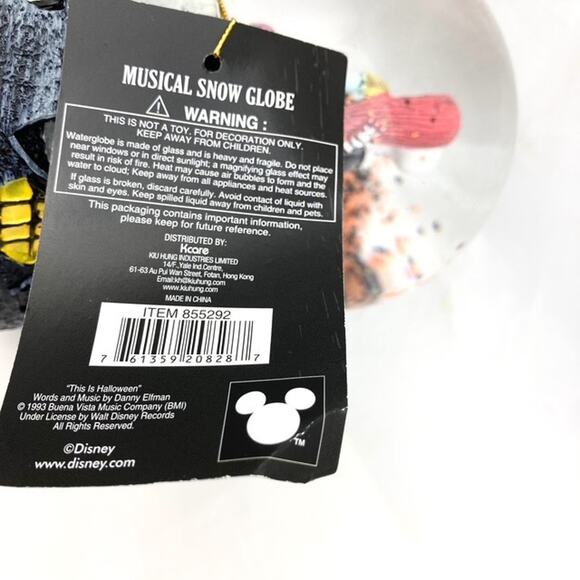 MUSICAL SNOW GLOBE
WARNING :
THIS IS NOT A TOY. FOR DECORATION ONLY.
KEEP AWAY FROM CHILDREN.
Waterglobe is made of glass and is heavy and fragile. Do not place
near windows or in direct sunlight; a magnifying glass effect may
result in risk of fire. Heat may cause air bubbles to form and the
water to cloud; Keep away from all appliances and heat sources.
If glass is broken, discard carefully. Avoid contact of liquid with
skin and eyes. Keep spilled liquid away from children and pets.
This packaging contains important information,
please keep for future reference.
DISTRIBUTED BY:
Kcare
KIU HUNG INDUSTRIES LIMITED
14/F.,Yale Ind.Centre,
61-63 Au Pui Wan Street, Fotan, Hong Kong
Email:kh@kiuhung.com
www.kiuhung.com
MADE IN CHINA
ITEM 855292
7 61359 20828 7
"This Is Halloween"
Words and Music by Danny Elfman
© 1993 Buena Vista Music Company (BMI)
Under License by Walt Disney Records
All Rights Reserved.
TM
©Disney
www.disney.com